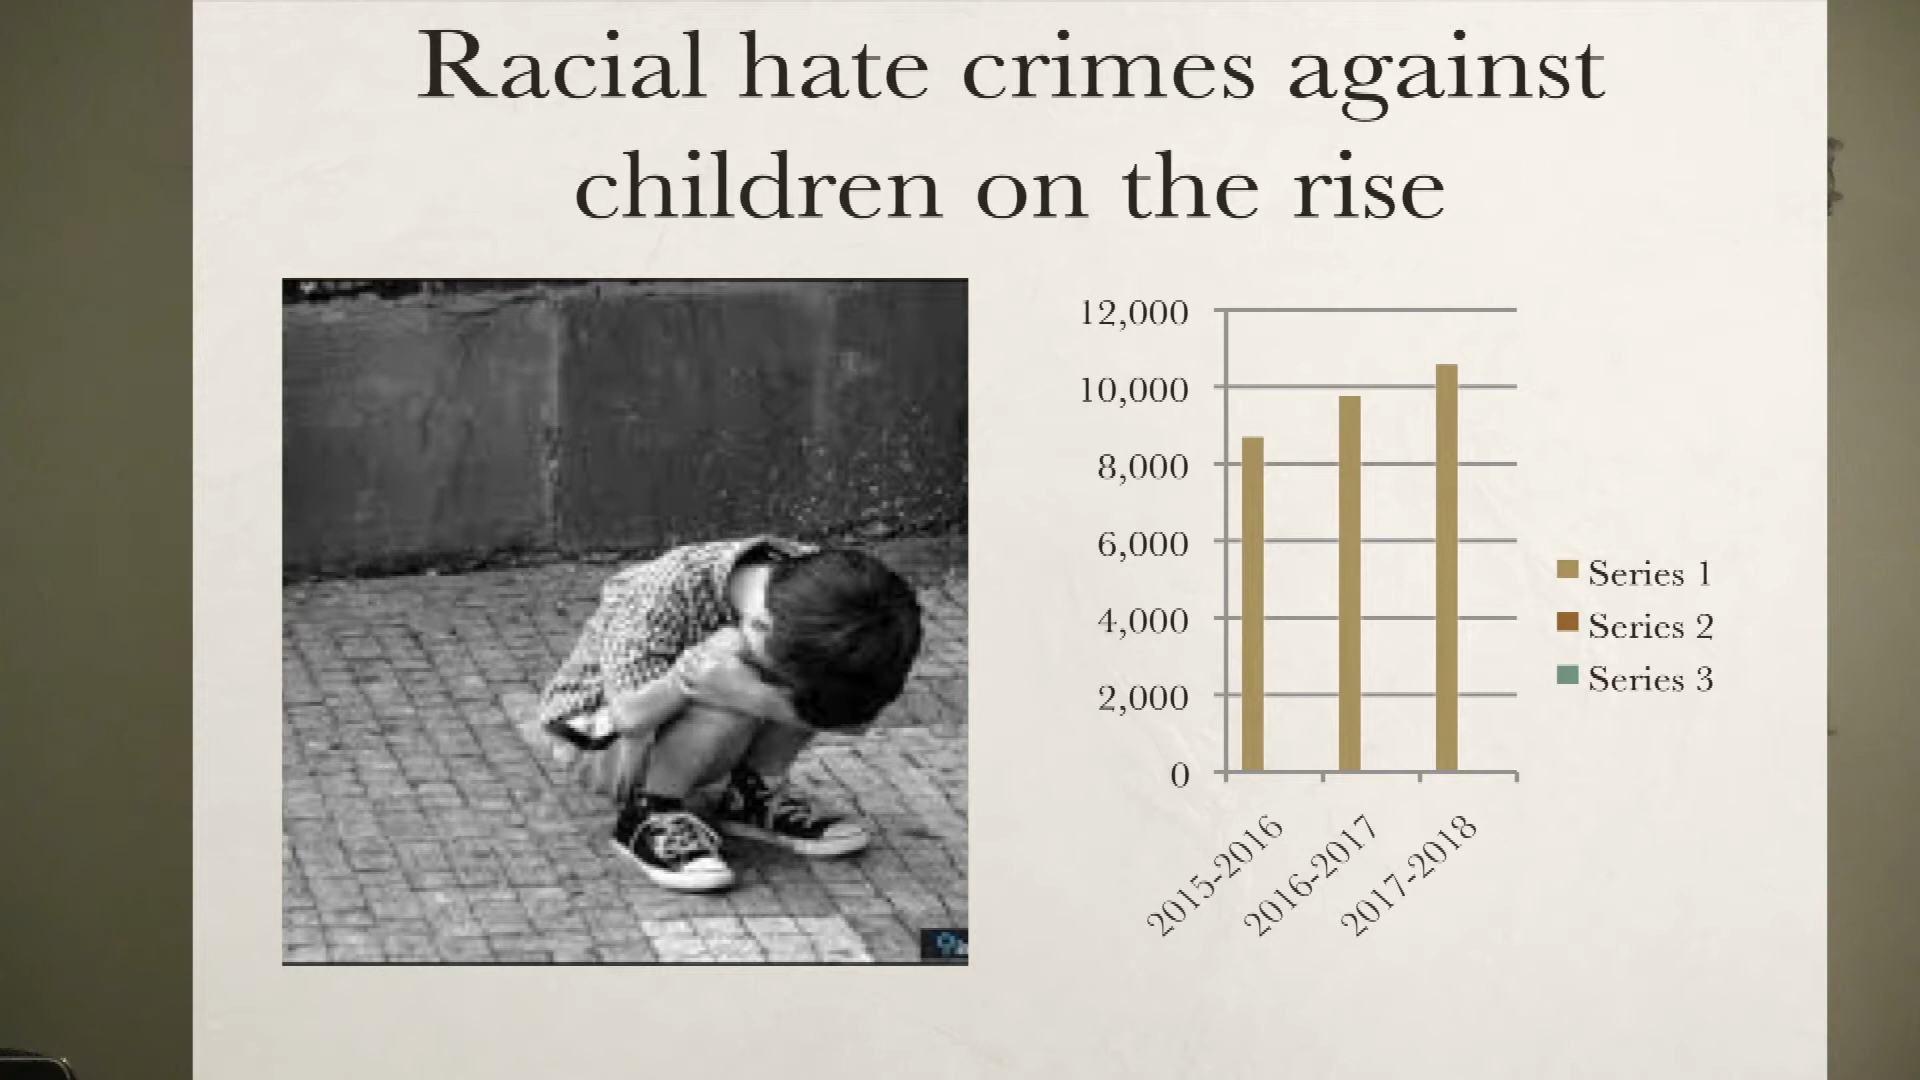 Racial hate crimes against
children on the rise
12,000
10,000
8,000
6,000
4,000
2,000
0
2015-2016
2016-2017
2017-2018
Series 1
Series 2
Series 3